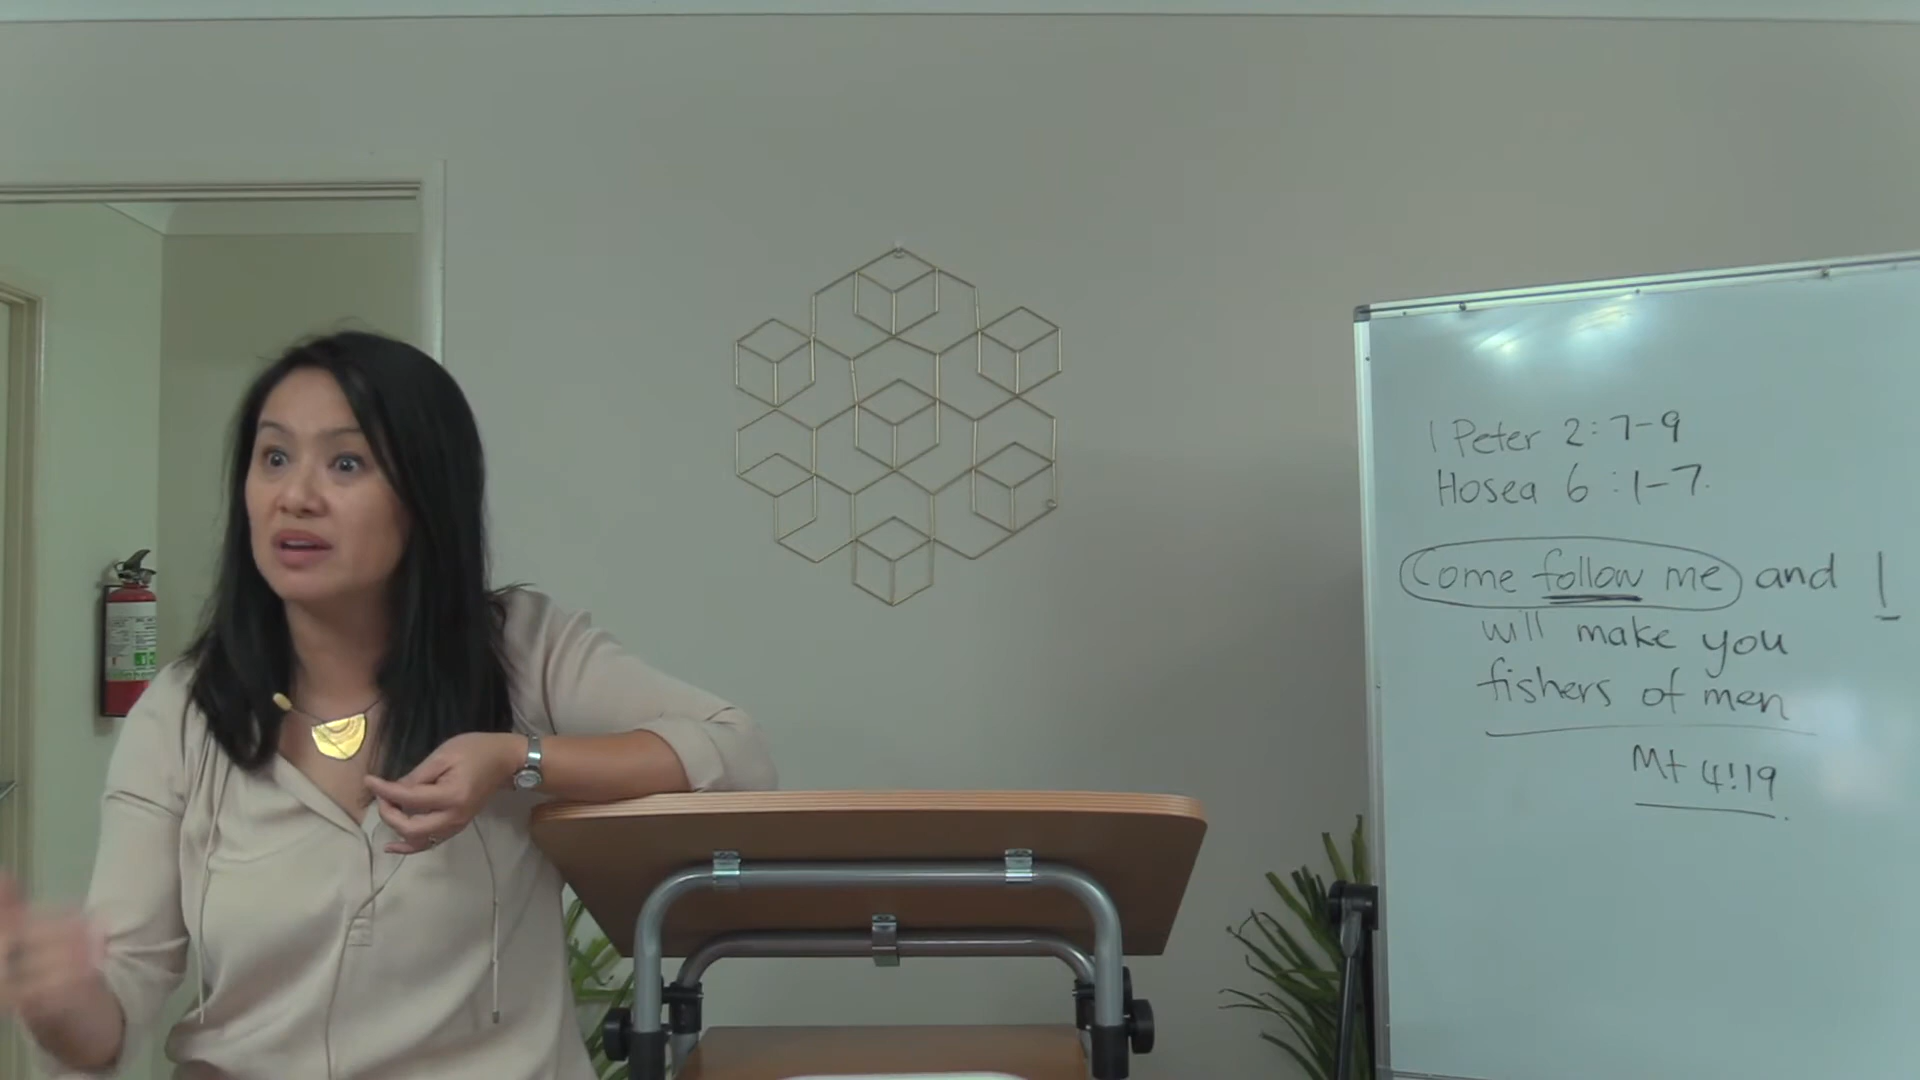 1 Peter 2:7-9
Hosea 6:1-7.
Come follow me and I
will make you
fishers of men
Mt 4:19